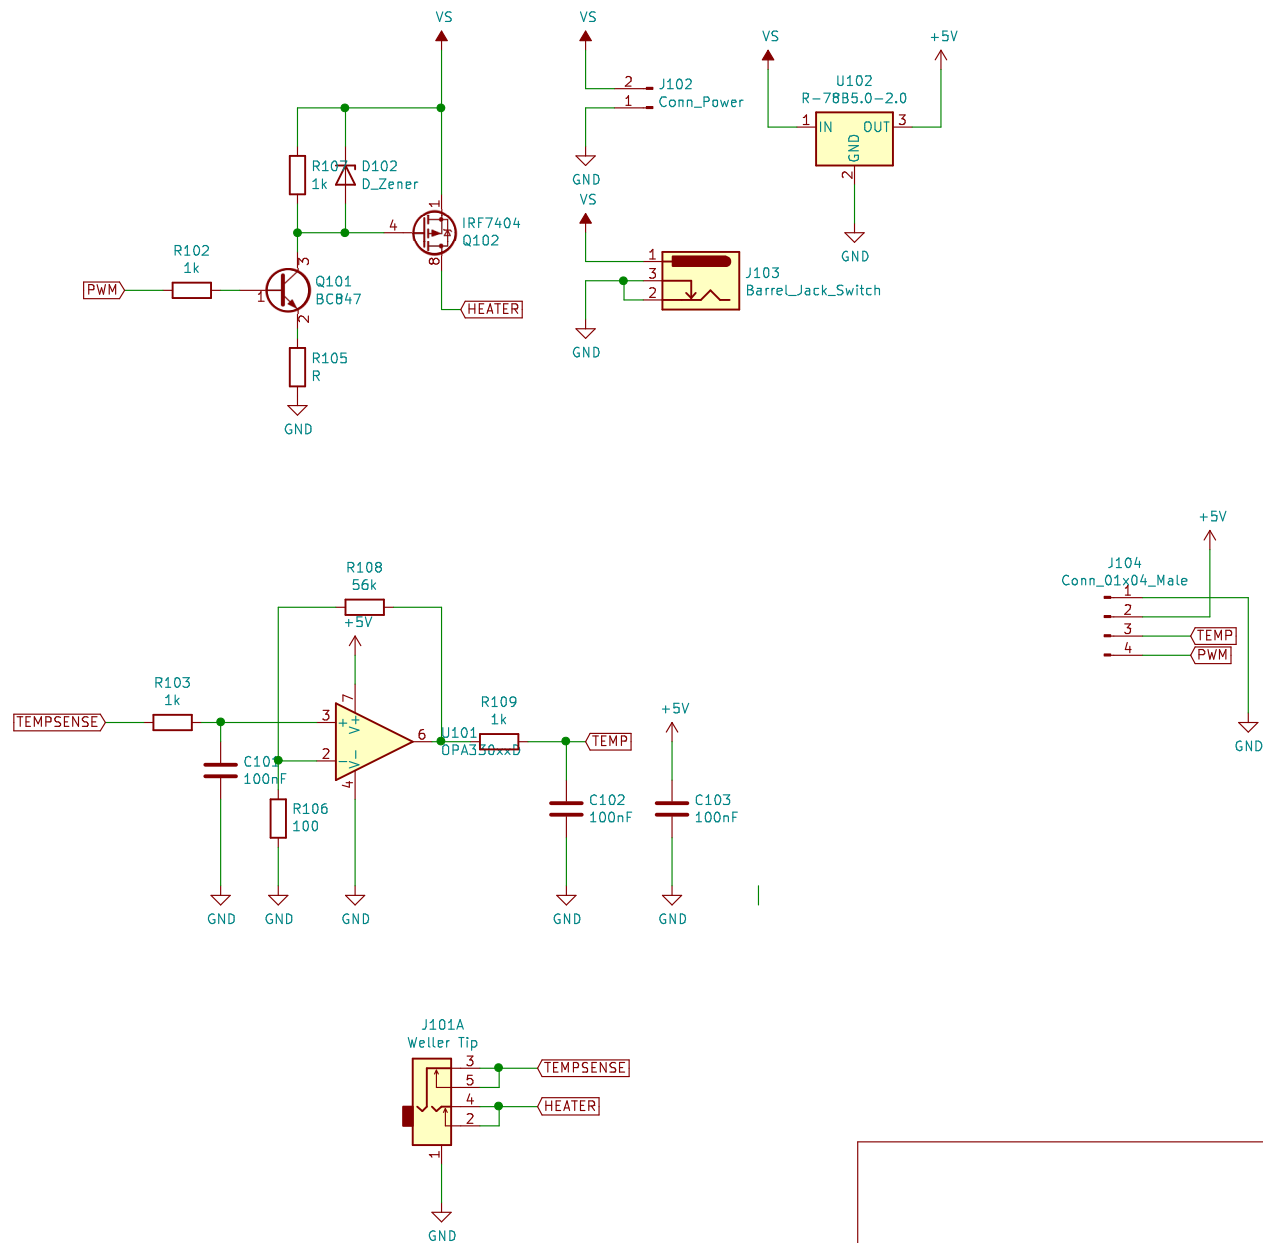 VS
R107
1k
D102
D_Zener
1
4
8
IRF7404
Q102
R102
1k
PWM
3
1
2
Q101
BC847
HEATER
R105
R
GND
VS
2
1
J102
Conn_Power
GND
VS
1
3
2
J103
Barrel_Jack_Switch
GND
VS
+5V
U102
R-78B5.0-2.0
1
IN
OUT
3
GND
2
GND
+5V
J104
Conn_01x04_Male
1
2
3
TEMP
4
PWM
GND
R108
56k
+5V
R103
1k
TEMPSENSE
7
3
+
V+
2
-
V-
4
6
U101
OPA330xxD
R109
1k
TEMP
+5V
C101
100nF
R106
100
C102
100nF
C103
100nF
GND
GND
GND
GND
GND
J101A
Weller Tip
3
TEMPSENSE
5
4
HEATER
2
1
GND